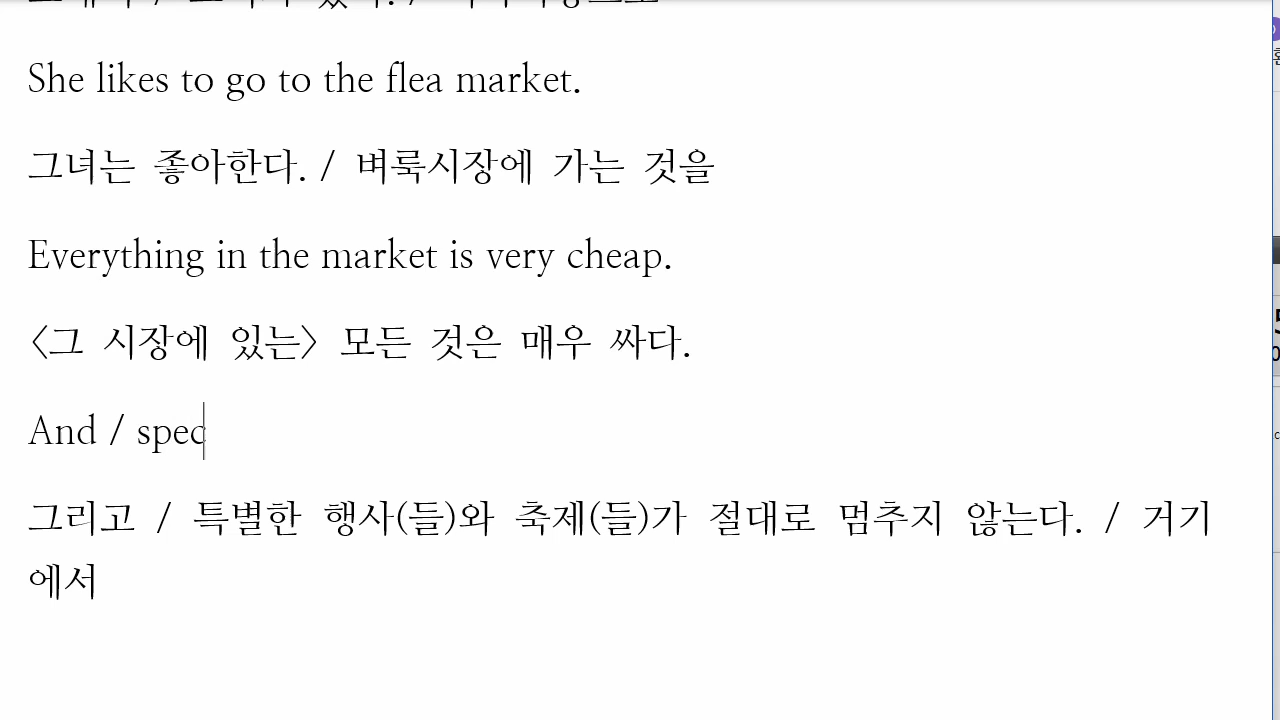 She likes to go to the flea market.
그녀는 좋아한다. / 벼룩시장에 가는 것을
Everything in the market is very cheap.
〈그 시장에 있는〉 모든 것은 매우 싸다.
And / spec
그리고 / 특별한 행사(들)와 축제(들)가 절대로 멈추지 않는다. / 거기
에서